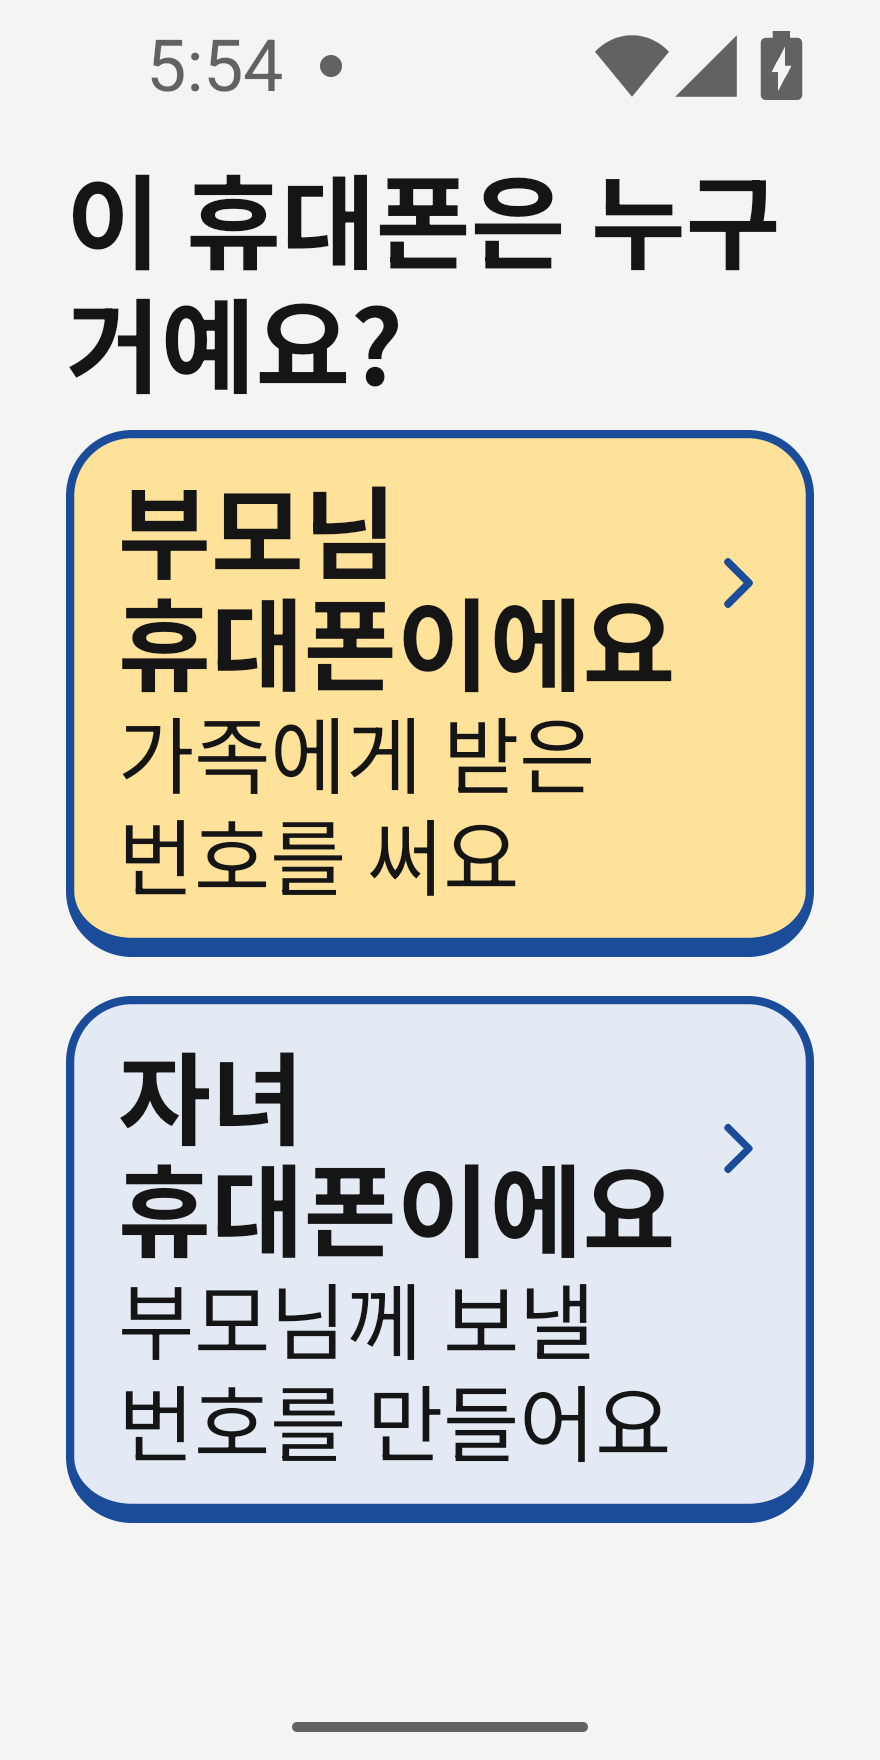 5:54
이 휴대폰은 누구
거예요?
부모님
휴대폰이에요
가족에게 받은
번호를 써요
자녀
휴대폰이에요
부모님께 보낼
번호를 만들어요